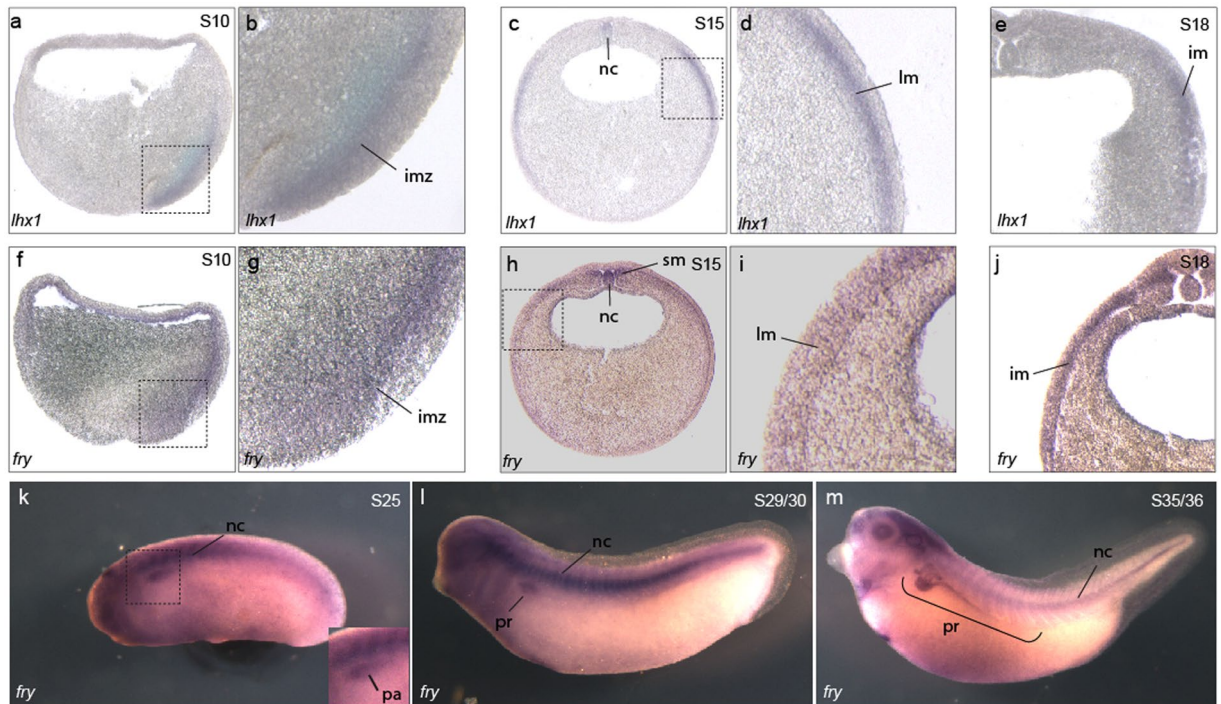 a S10
imz
lhx1
b
imz
lhx1
c S15
nc
lhx1
d
lm
lhx1
e S18
im
lhx1
f S10
fry
g
imz
fry
h sm S15
nc
fry
i
lm
fry
j S18
im
fry
k S25
nc
pa
fry
l S29/30
nc
pr
fry
m S35/36
nc
pr
fry